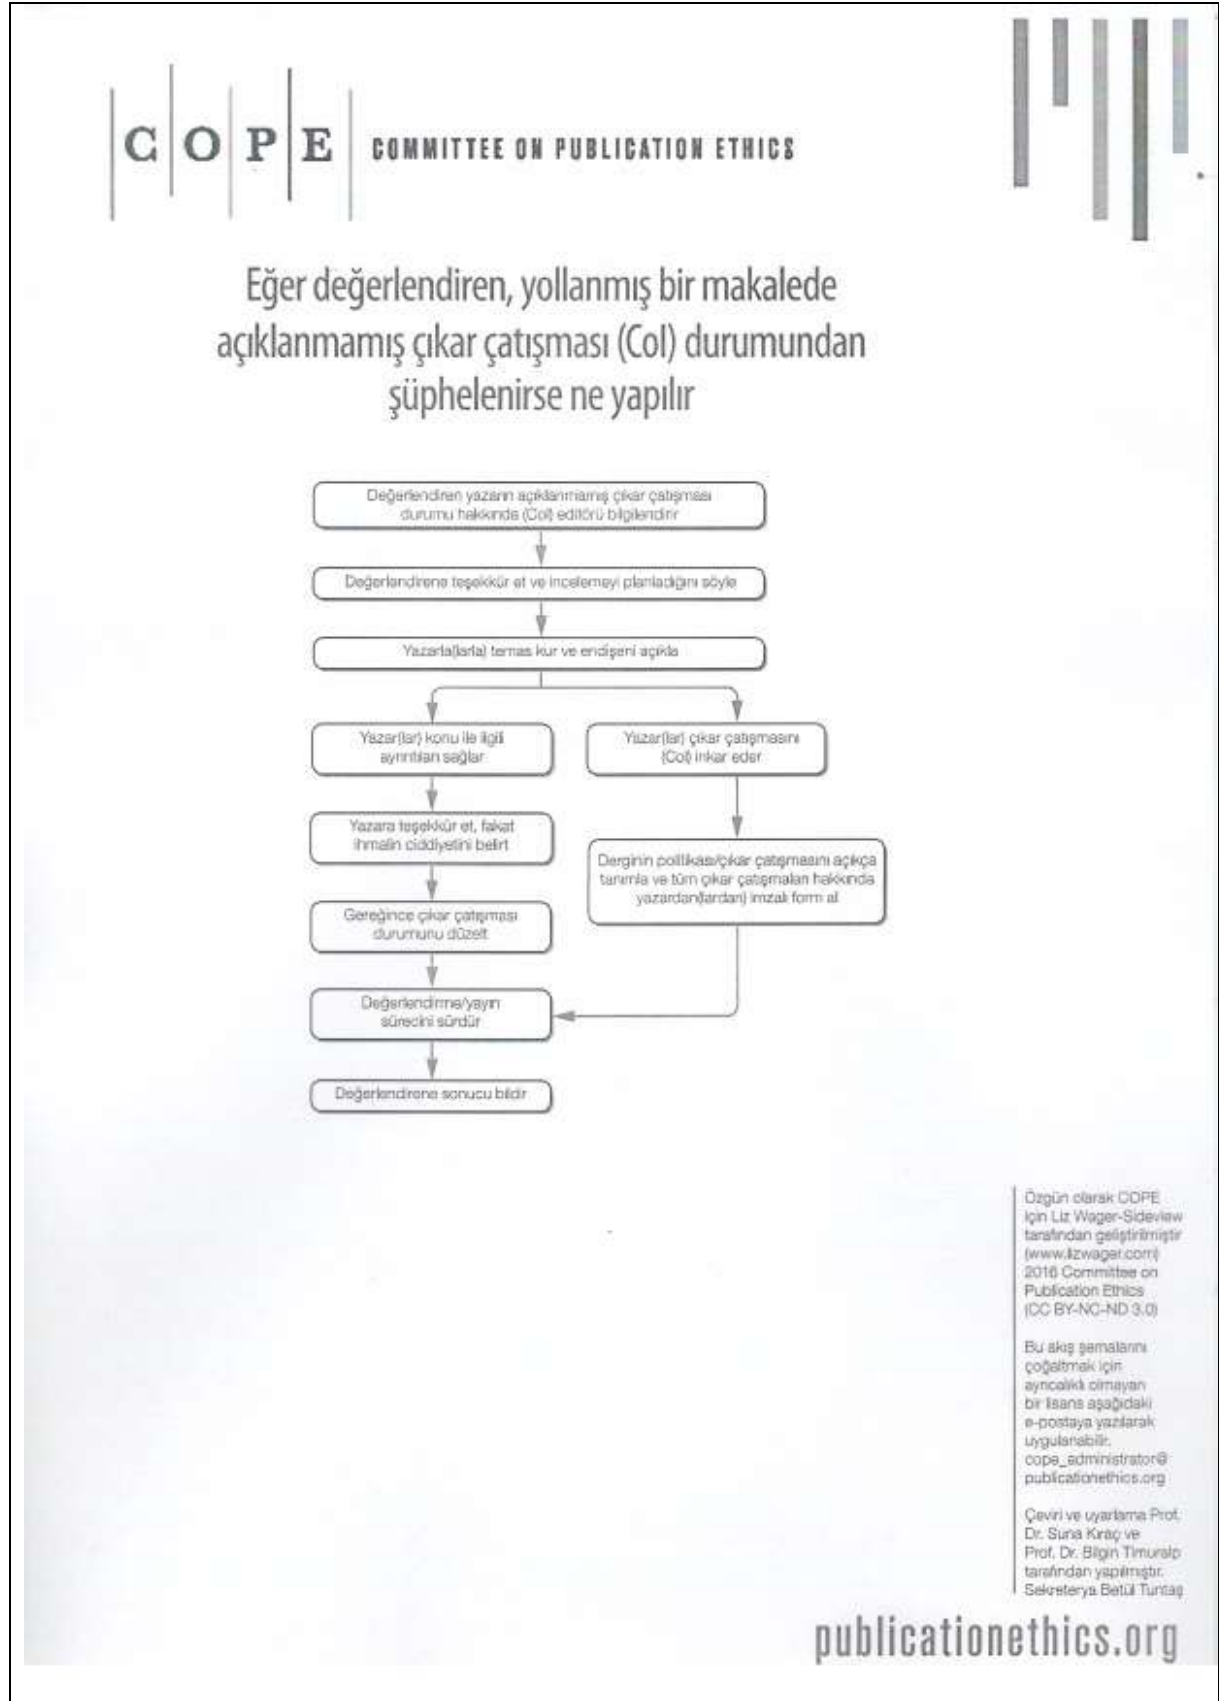 COPE COMMITTEE ON PUBLICATION ETHICS
Eğer değerlendiren, yollanmış bir makalede
açıklanmamış çıkar çatışması (CoI) durumundan
şüphelenirse ne yapılır
Değerlendiren yazarın açıklanmamış çıkar çatışması
durumu hakkında (CoI) editörü bilgilendirir
Değerlendirene teşekkür et ve incelemeyi planladığını söyle
Yazarla(larla) temas kur ve endişeni açıkla
Yazar(lar) konu ile ilgili
ayrıntıları sağlar
Yazara teşekkür et, fakat
ihmalin ciddiyetini belirt
Gereğince çıkar çatışması
durumunu düzelt
Değerlendirme/yayın
sürecini sürdür
Değerlendirene sonucu bildir
Yazar(lar) çıkar çatışmasını
(CoI) inkar eder
Derginin politikası/çıkar çatışmasını açıkça
tanımla ve tüm çıkar çatışmaları hakkında
yazardan(lardan) imzalı form al
Özgün olarak COPE
için Liz Wager-Sideview
tarafından geliştirilmiştir
(www.lizwager.com)
2016 Committee on
Publication Ethics
(CC BY-NC-ND 3.0)
Bu akış şemalarını
çoğaltmak için
ayrıcalıklı olmayan
bir lisans aşağıdaki
e-postaya yazılarak
uygulanabilir.
cope_administrator@
publicationethics.org
Çeviri ve uyarlama Prof.
Dr. Suna Kıraç ve
Prof. Dr. Bilgin Timuralp
tarafından yapılmıştır.
Sekreterya Betül Tuntaş
publicationethics.org